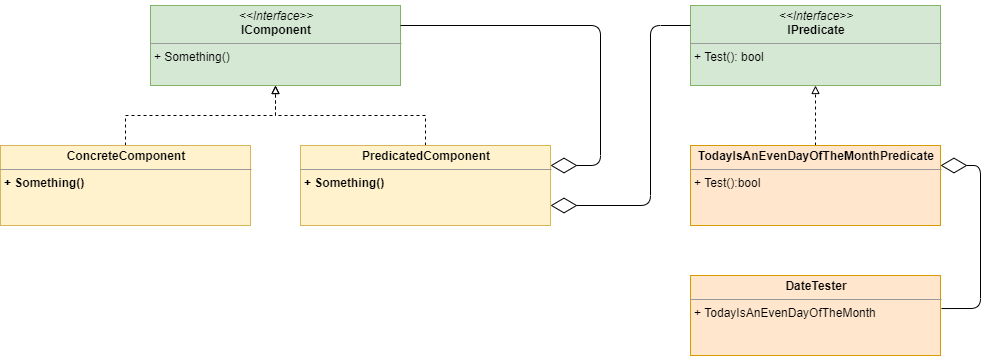 <<Interface>>
IComponent
+ Something()
<<Interface>>
IPredicate
+ Test(): bool
ConcreteComponent
+ Something()
PredicatedComponent
+ Something()
TodayIsAnEvenDayOfTheMonthPredicate
+ Test():bool
DateTester
+ TodayIsAnEvenDayOfTheMonth